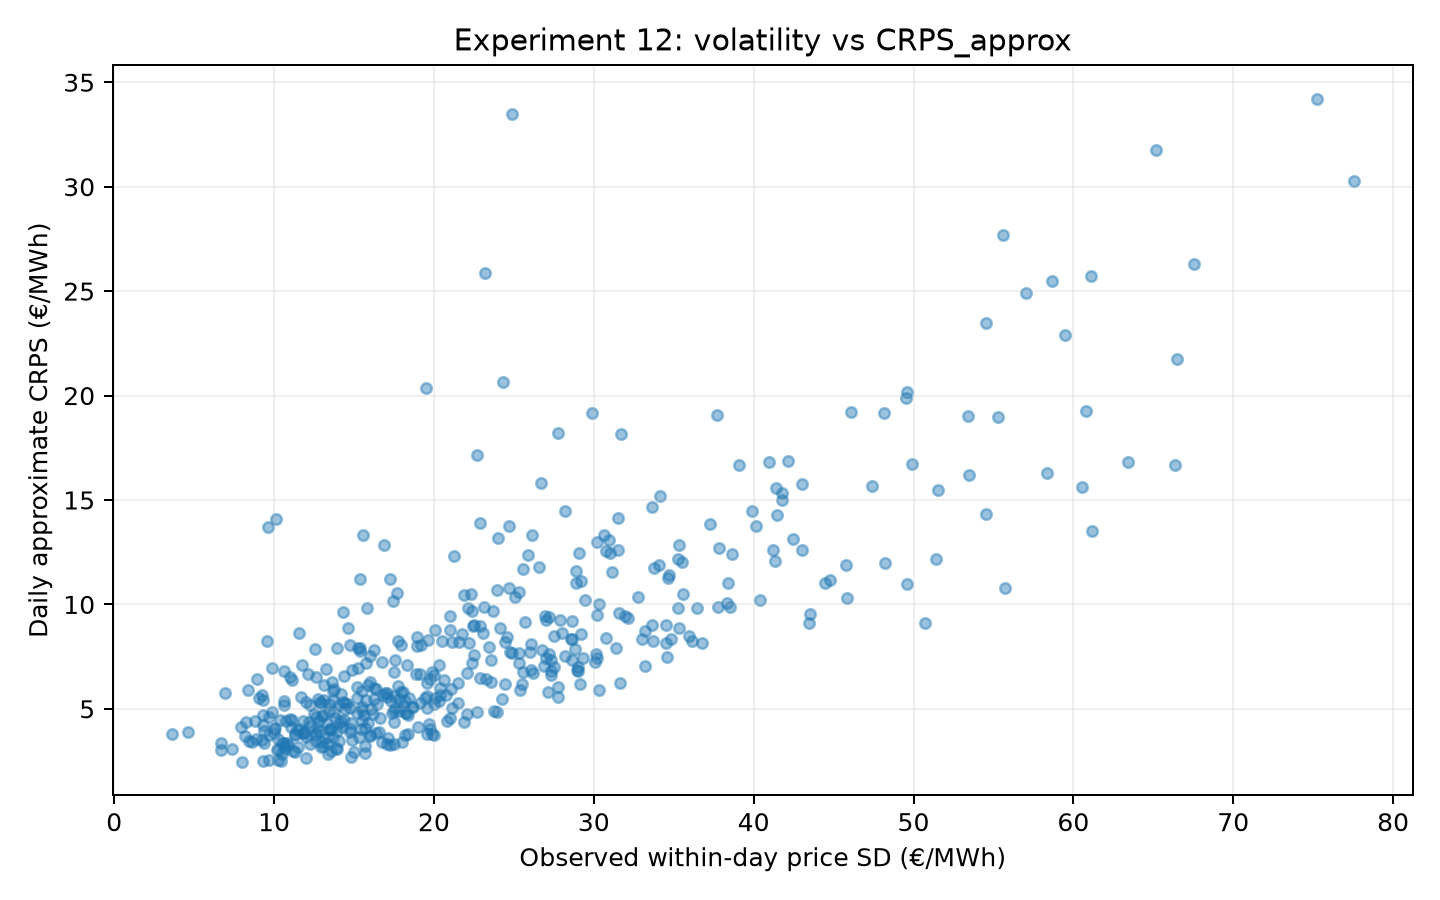 Experiment 12: volatility vs CRPS_approx
Daily approximate CRPS (€/MWh)
35
30
25
20
15
10
5
0 10 20 30 40 50 60 70 80
Observed within-day price SD (€/MWh)